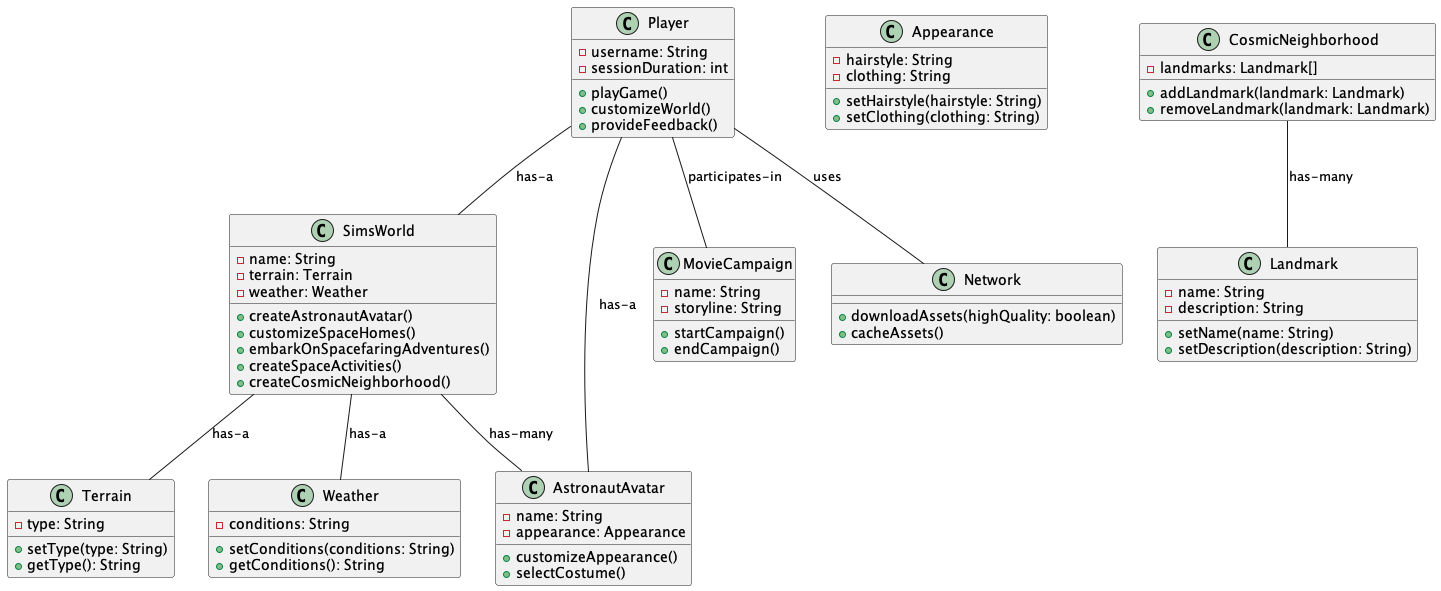 C Player
username: String
sessionDuration: int
playGame()
customizeWorld()
provideFeedback()
C Appearance
hairstyle: String
clothing: String
setHairstyle(hairstyle: String)
setClothing(clothing: String)
C CosmicNeighborhood
landmarks: Landmark[]
addLandmark(landmark: Landmark)
removeLandmark(landmark: Landmark)
has-a
participates-in
uses
has-many
C SimsWorld
name: String
terrain: Terrain
weather: Weather
createAstronautAvatar()
customizeSpaceHomes()
embarkOnSpacefaringAdventures()
createSpaceActivities()
createCosmicNeighborhood()
has-a
C MovieCampaign
name: String
storyline: String
startCampaign()
endCampaign()
C Network
downloadAssets(highQuality: boolean)
cacheAssets()
C Landmark
name: String
description: String
setName(name: String)
setDescription(description: String)
has-a
has-a
has-many
C Terrain
type: String
setType(type: String)
getType(): String
C Weather
conditions: String
setConditions(conditions: String)
getConditions(): String
C AstronautAvatar
name: String
appearance: Appearance
customizeAppearance()
selectCostume()